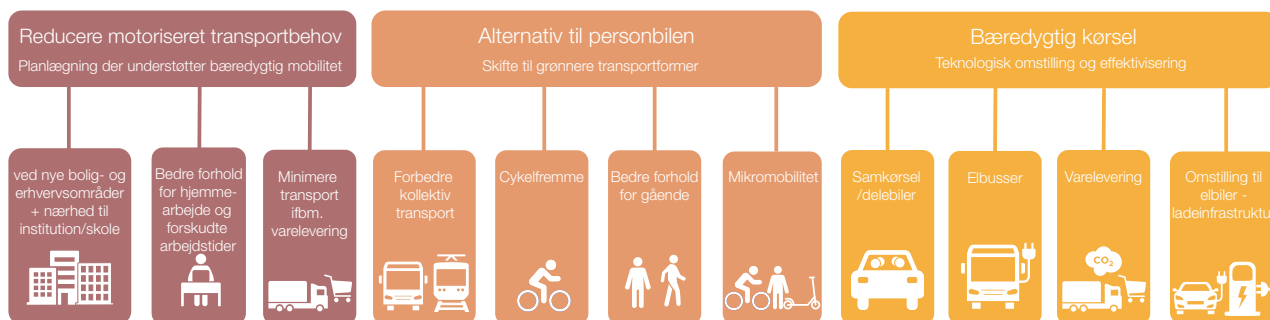 Reducere motoriseret transportbehov
Planlægning der understøtter bæredygtig mobilitet
ved nye bolig- og
erhvervsområder
+ nærhed til
institution/skole
Bedre forhold
for hjemme-
arbejde og
forskudte
arbejdstider
Minimere
transport
ifbm.
varelevering
Alternativ til personbilen
Skifte til grønnere transportformer
Forbedre
kollektiv
transport
Cykelfremme
Bedre forhold
for gående
Mikromobilitet
Bæredygtig kørsel
Teknologisk omstilling og effektivisering
Samkørsel
/delebiler
Elbusser
Varelevering
CO2
Omstilling til
elbiler -
ladeinfrastruktu